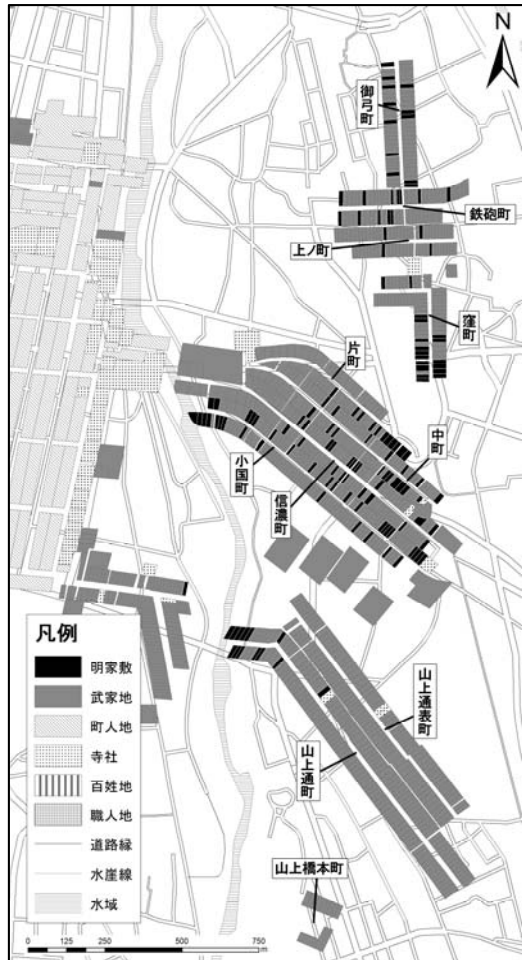 N
御弓町
鉄砲町
上ノ町
窪町
片町
中町
小国町
信濃町
山上通表町
山上通町
山上橋本町
凡例
明家敷
武家地
町人地
寺社
百姓地
職人地
道路縁
水崖線
水域
0 125 250 500 750
m